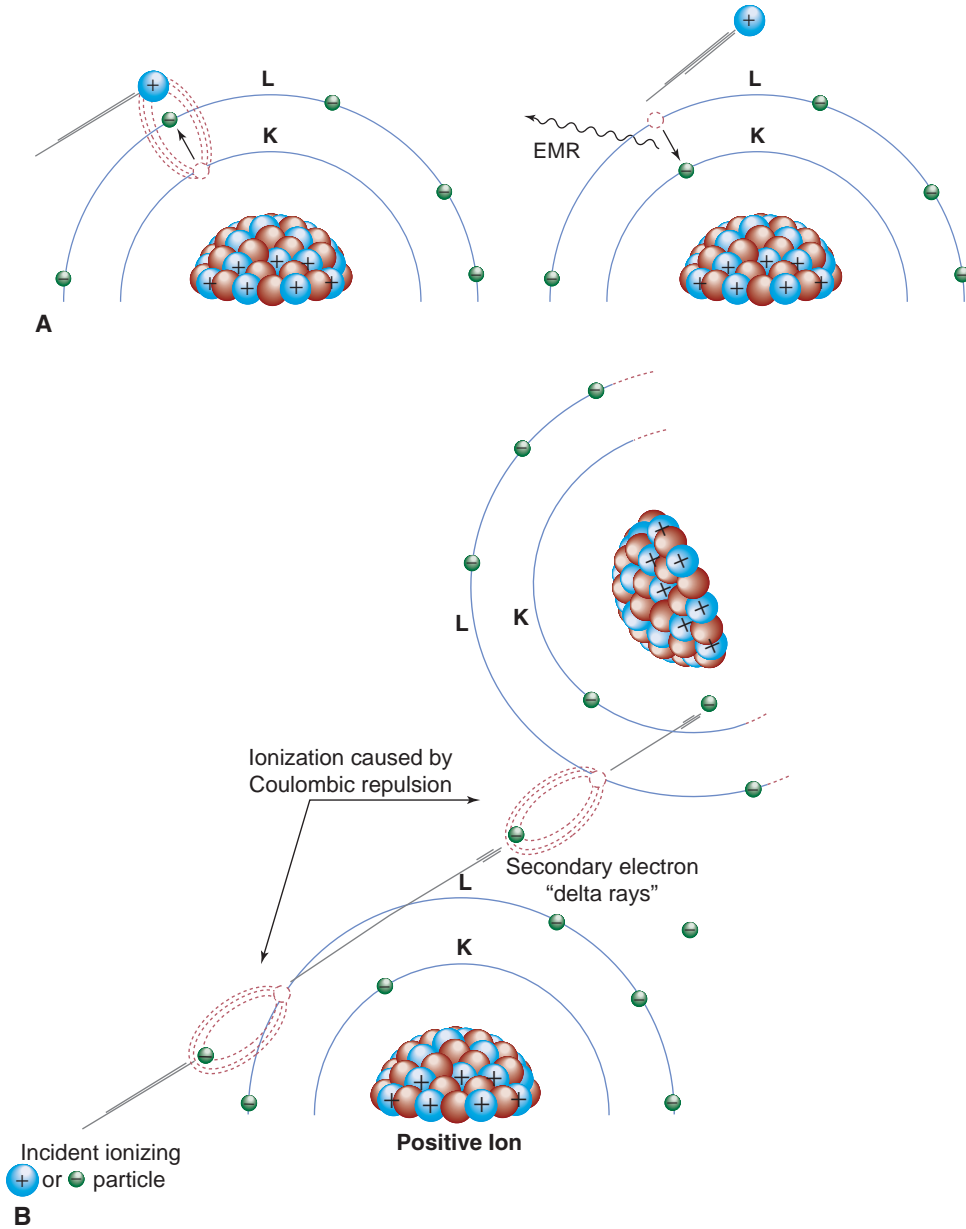 L
K
L
EMR
K
A
L
K
Ionization caused by
Coulombic repulsion
Secondary electron
“delta rays”
L
K
Positive Ion
Incident ionizing
+ or − particle
B